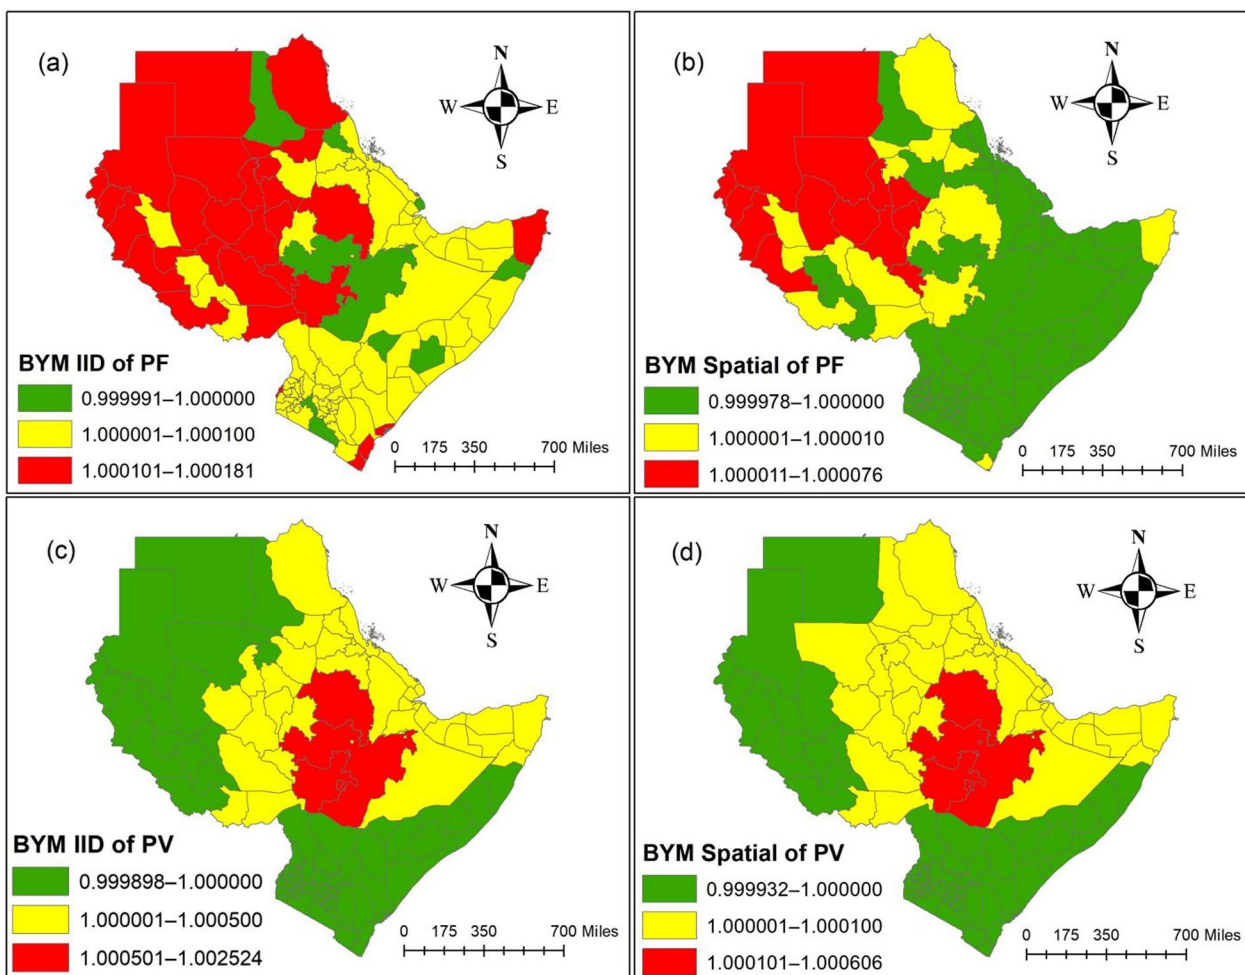 (a)
N
W E
S
BYM IID of PF
0.999991–1.000000
1.000001–1.000100
1.000101–1.000181
0 175 350 700 Miles
(b)
N
W E
S
BYM Spatial of PF
0.999978–1.000000
1.000001–1.000010
1.000011–1.000076
0 175 350 700 Miles
(c)
N
W E
S
BYM IID of PV
0.999898–1.000000
1.000001–1.000500
1.000501–1.002524
0 175 350 700 Miles
(d)
N
W E
S
BYM Spatial of PV
0.999932–1.000000
1.000001–1.000100
1.000101–1.000606
0 175 350 700 Miles